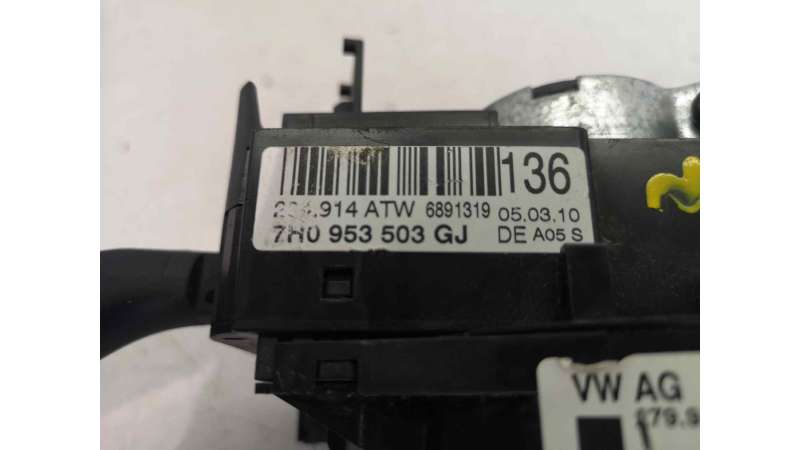 136
914 ATW 6891319 05.03.10
7H0 953 503 GJ DE A05 S
VW AG